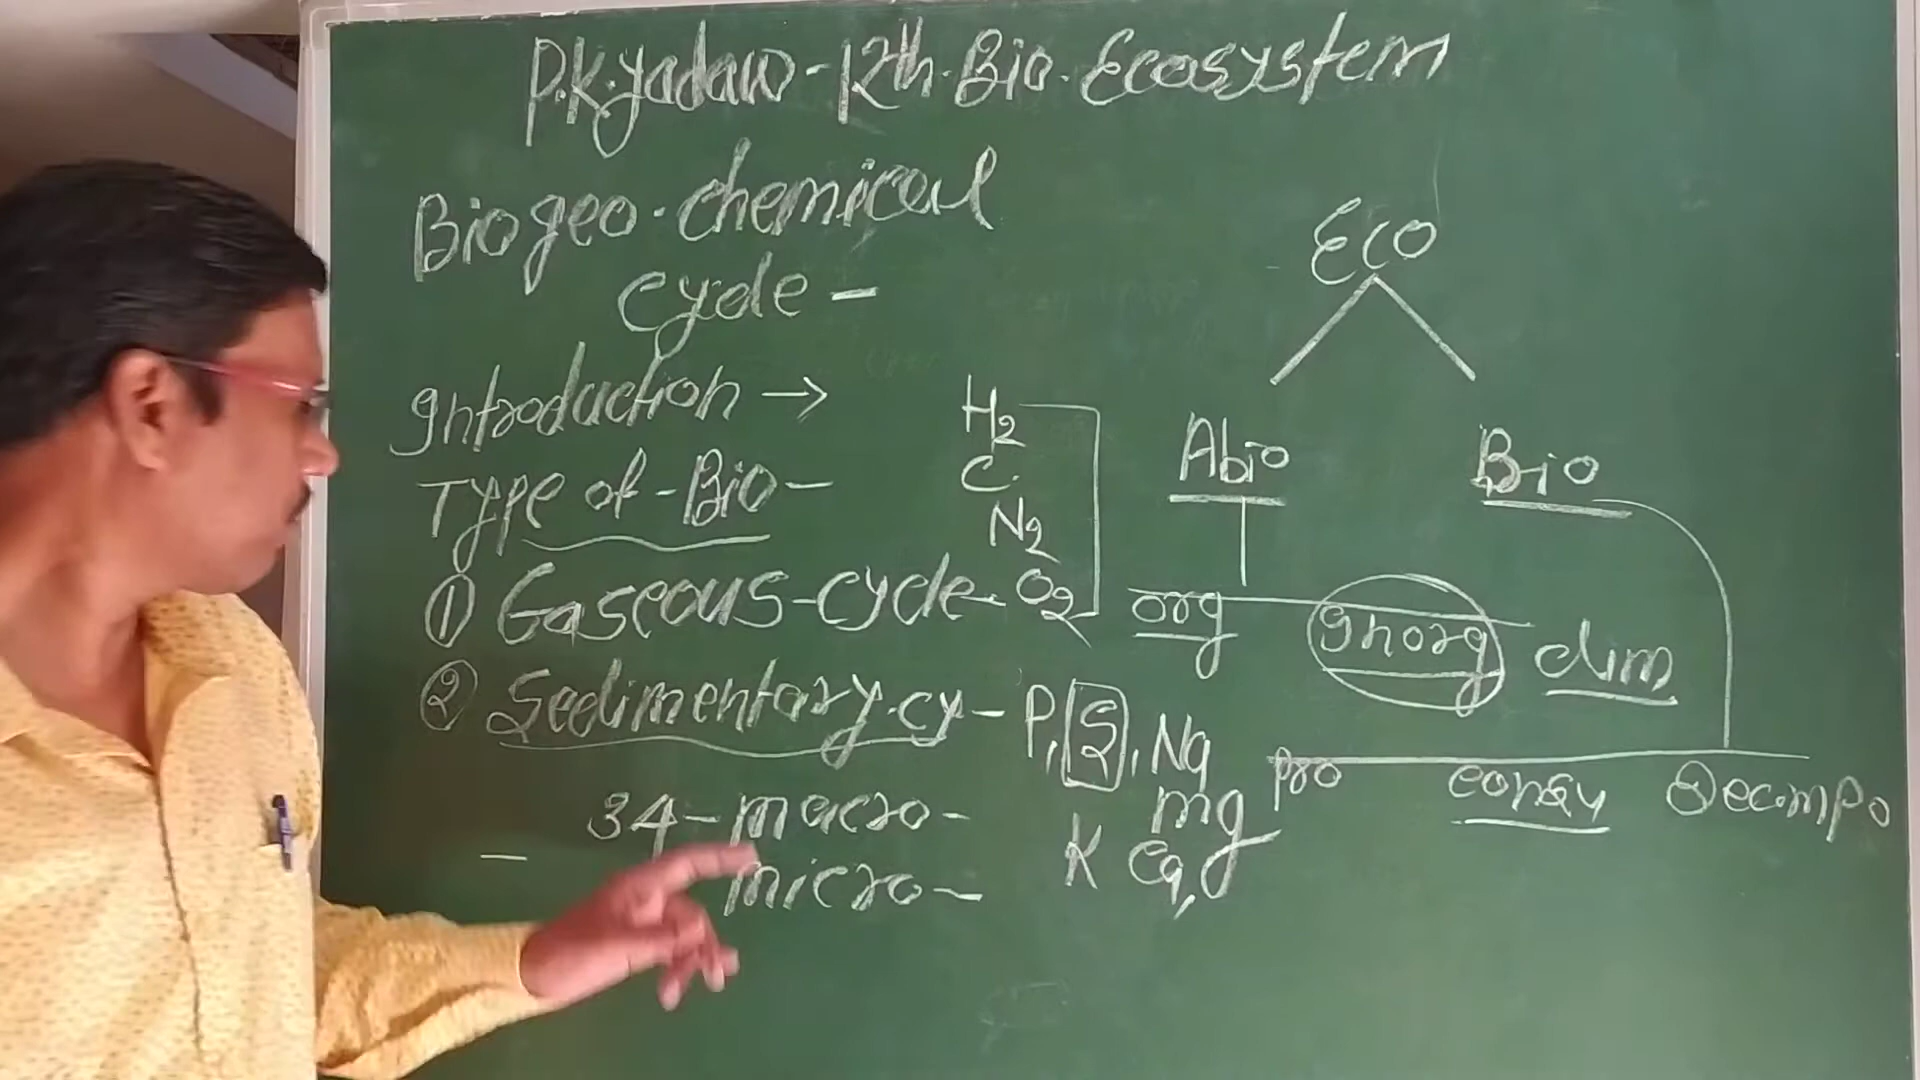 P.K.yadaw-12th.Bio.Ecosystem
Biogeo-chemical
cycle-
Introduction →
Type of-Bio-
① Gaseous-cycle-O2
② Sedimentary.cy-P,S,Na
34-macro-
- micro-
H2
C
N2
mg
K Ca,
Eco
Abio Bio
org Inorg clim
pro consu Decompo